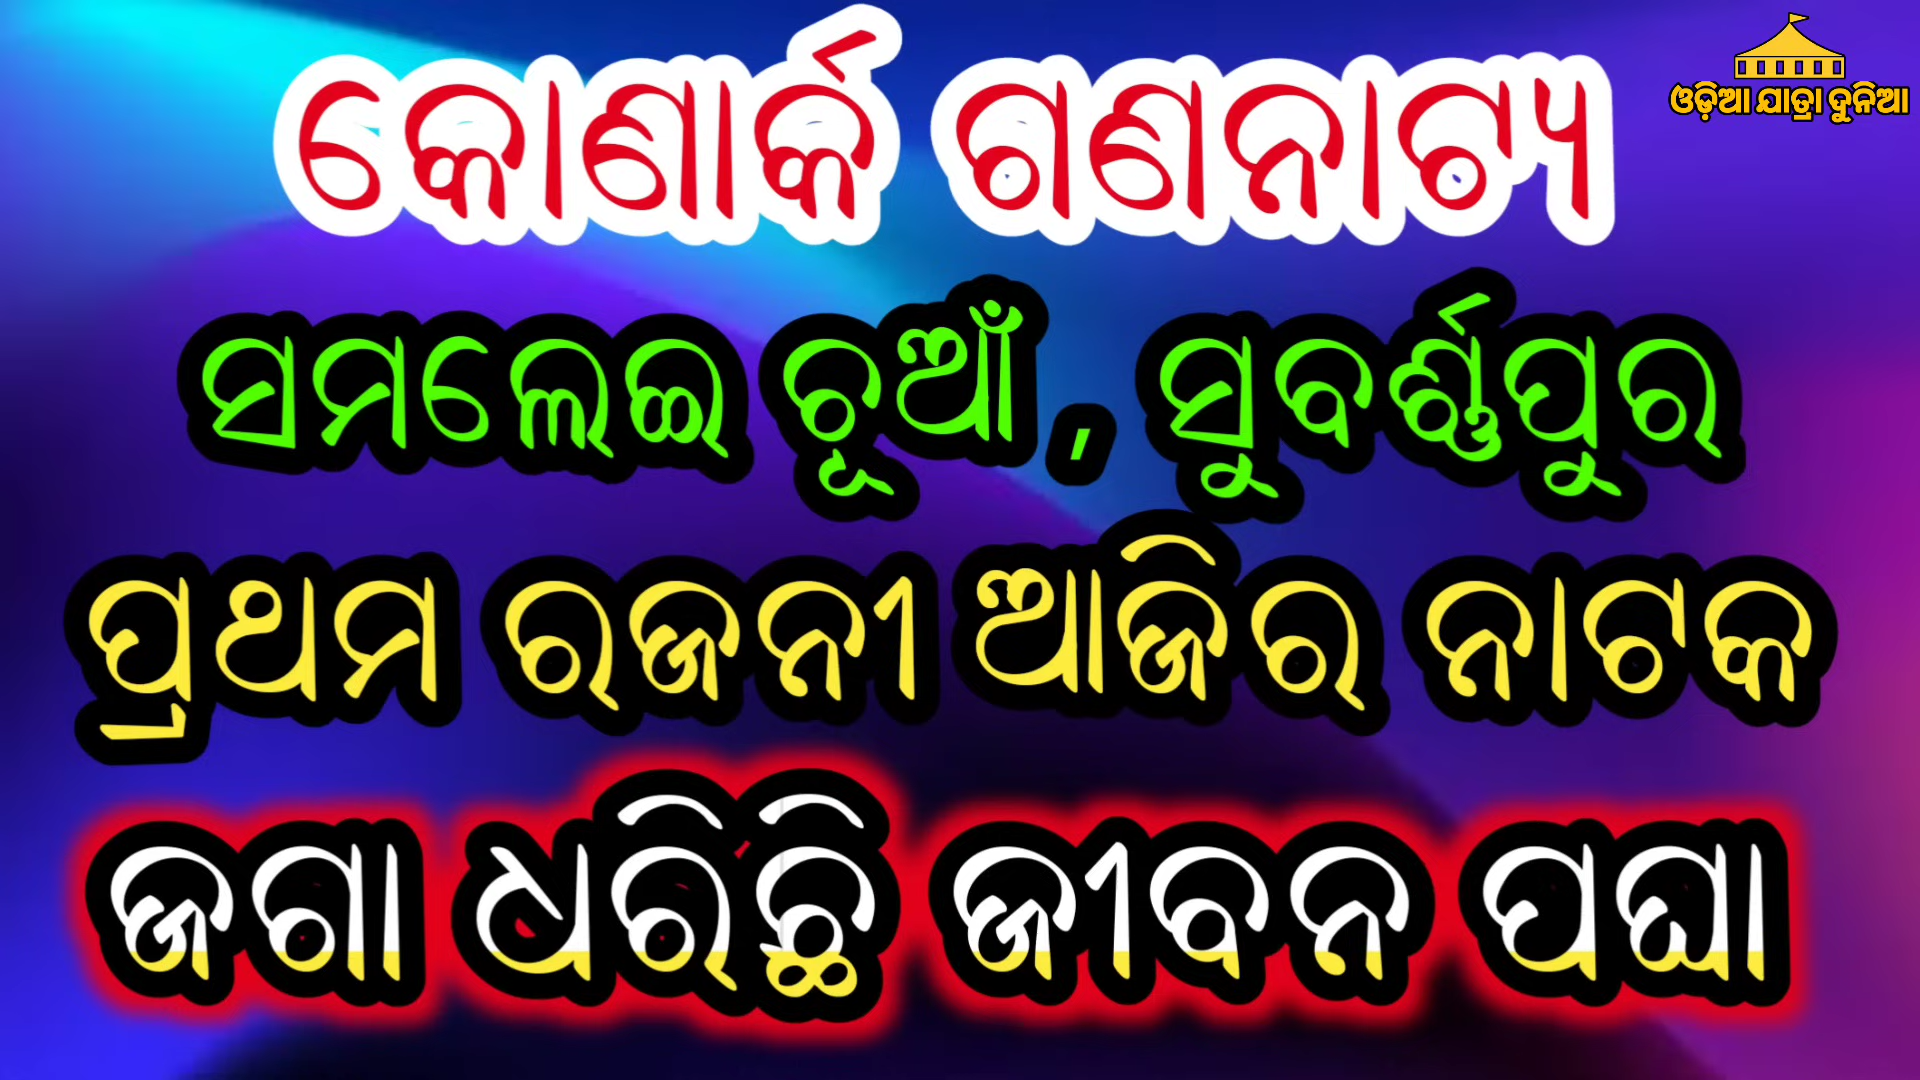 କୋଣାର୍କ ଗଣନାଟ୍ୟ
ଓଡ଼ିଆ ଯାତ୍ରା ଦୁନିଆ
ସମଲେଇ ଚୂଆଁ , ସୁବର୍ଣ୍ଣପୁର
ପ୍ରଥମ ରଜନୀ ଆଜିର ନାଟକ
ଜଗା ଧରିଛି ଜୀବନ ପଘା